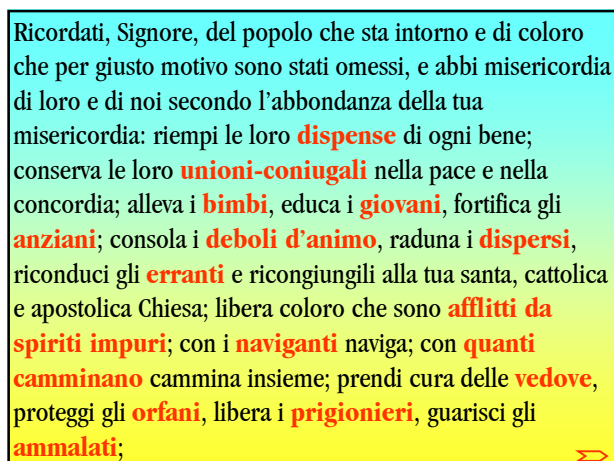 Ricordati, Signore, del popolo che sta intorno e di coloro
che per giusto motivo sono stati omessi, e abbi misericordia
di loro e di noi secondo l’abbondanza della tua
misericordia: riempi le loro dispense di ogni bene;
conserva le loro unioni-coniugali nella pace e nella
concordia; alleva i bimbi, educa i giovani, fortifica gli
anziani; consola i deboli d’animo, raduna i dispersi,
riconduci gli erranti e ricongiungili alla tua santa, cattolica
e apostolica Chiesa; libera coloro che sono afflitti da
spiriti impuri; con i naviganti naviga; con quanti
camminano cammina insieme; prendi cura delle vedove,
proteggi gli orfani, libera i prigionieri, guarisci gli
ammalati;